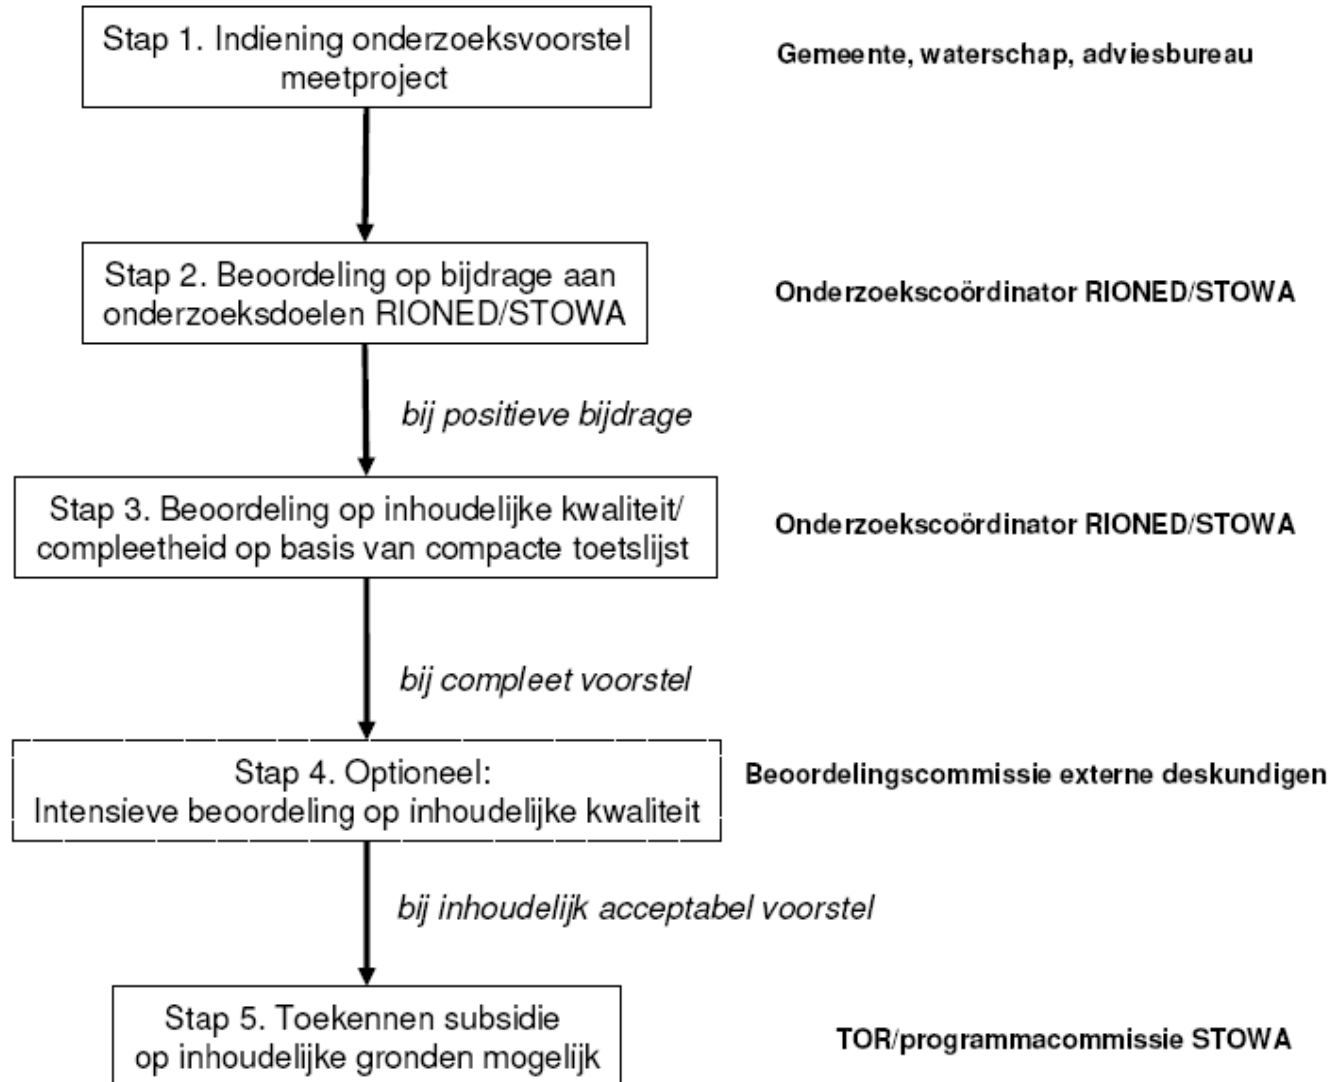 Stap 1. Indiening onderzoeksvoorstel
meetproject
Gemeente, waterschap, adviesbureau
Stap 2. Beoordeling op bijdrage aan
onderzoeksdoelen RIONED/STOWA
Onderzoekscoördinator RIONED/STOWA
bij positieve bijdrage
Stap 3. Beoordeling op inhoudelijke kwaliteit/
compleetheid op basis van compacte toetslijst
Onderzoekscoördinator RIONED/STOWA
bij compleet voorstel
Stap 4. Optioneel:
Intensieve beoordeling op inhoudelijke kwaliteit
Beoordelingscommissie externe deskundigen
bij inhoudelijk acceptabel voorstel
Stap 5. Toekennen subsidie
op inhoudelijke gronden mogelijk
TOR/programmacommissie STOWA